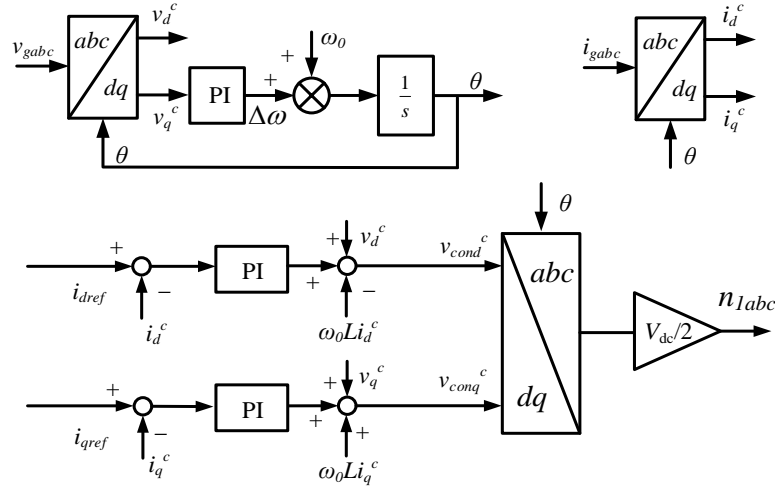 v_d^c
i_d^c
ω_0
v_gabc
abc
θ
i_gabc
abc
+
+
PI
1/s
dq
dq
v_q^c
Δω
i_q^c
θ
θ
θ
v_d^c
v_cond^c
+
+
PI
abc
i_dref
−
+
−
n_1abc
i_d^c
ω_0Li_d^c
V_dc/2
v_q^c
v_conq^c
+
+
PI
dq
i_qref
−
+
+
i_q^c
ω_0Li_q^c